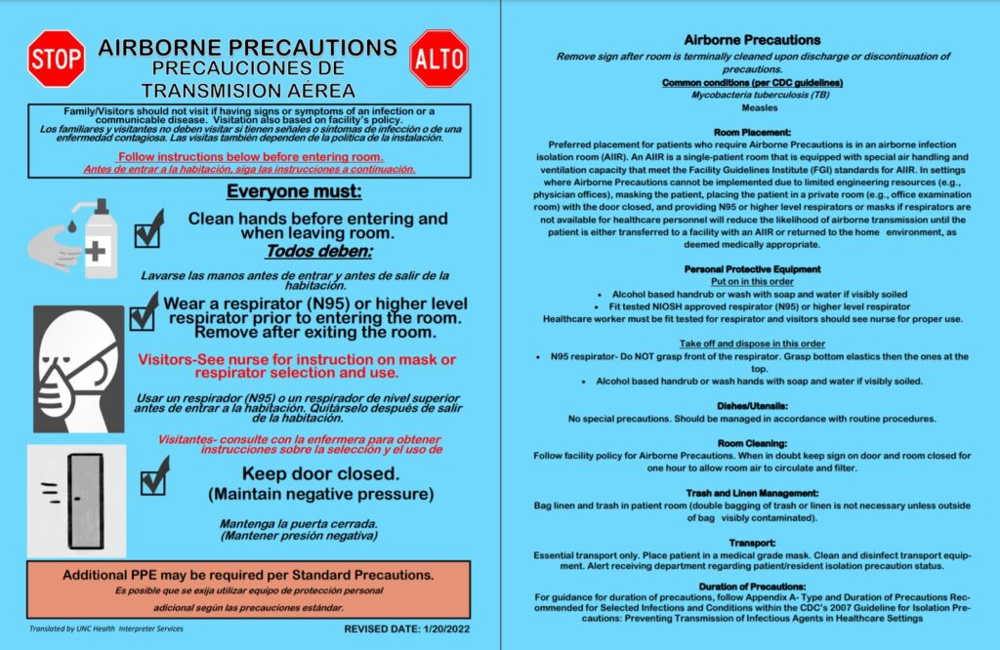 STOP
AIRBORNE PRECAUTIONS
PRECAUCIONES DE
TRANSMISION AÉREA
ALTO
Family/Visitors should not visit if having signs or symptoms of an infection or a
communicable disease. Visitation also based on facility's policy.
Los familiares y visitantes no deben visitar si tienen señales o síntomas de infección o de una
enfermedad contagiosa. Las visitas también dependen de la política de la instalación.
Follow instructions below before entering room.
Antes de entrar a la habitación, siga las instrucciones a continuación.
Everyone must:
Clean hands before entering and
when leaving room.
Todos deben:
Lavarse las manos antes de entrar y antes de salir de la
habitación.
Wear a respirator (N95) or higher level
respirator prior to entering the room.
Remove after exiting the room.
Visitors-See nurse for instruction on mask or
respirator selection and use.
Usar un respirador (N95) o un respirador de nivel superior
antes de entrar a la habitación. Quitárselo después de salir
de la habitación.
Visitantes- consulte con la enfermera para obtener
instrucciones sobre la selección y el uso de
Keep door closed.
(Maintain negative pressure)
Mantenga la puerta cerrada.
(Mantener presión negativa)
Additional PPE may be required per Standard Precautions.
Es posible que se exija utilizar equipo de protección personal
adicional según las precauciones estándar.
Translated by UNC Health Interpreter Services
REVISED DATE: 1/20/2022
Airborne Precautions
Remove sign after room is terminally cleaned upon discharge or discontinuation of
precautions.
Common conditions (per CDC guidelines)
Mycobacteria tuberculosis (TB)
Measles
Room Placement:
Preferred placement for patients who require Airborne Precautions is in an airborne infection
isolation room (AIIR). An AIIR is a single-patient room that is equipped with special air handling and
ventilation capacity that meet the Facility Guidelines Institute (FGI) standards for AIIR. In settings
where Airborne Precautions cannot be implemented due to limited engineering resources (e.g.,
physician offices), masking the patient, placing the patient in a private room (e.g., office examination
room) with the door closed, and providing N95 or higher level respirators or masks if respirators are
not available for healthcare personnel will reduce the likelihood of airborne transmission until the
patient is either transferred to a facility with an AIIR or returned to the home environment, as
deemed medically appropriate.
Personal Protective Equipment
Put on in this order
• Alcohol based handrub or wash with soap and water if visibly soiled
• Fit tested NIOSH approved respirator (N95) or higher level respirator
Healthcare worker must be fit tested for respirator and visitors should see nurse for proper use.
Take off and dispose in this order
• N95 respirator- Do NOT grasp front of the respirator. Grasp bottom elastics then the ones at the
top.
• Alcohol based handrub or wash hands with soap and water if visibly soiled.
Dishes/Utensils:
No special precautions. Should be managed in accordance with routine procedures.
Room Cleaning:
Follow facility policy for Airborne Precautions. When in doubt keep sign on door and room closed for
one hour to allow room air to circulate and filter.
Trash and Linen Management:
Bag linen and trash in patient room (double bagging of trash or linen is not necessary unless outside
of bag visibly contaminated).
Transport:
Essential transport only. Place patient in a medical grade mask. Clean and disinfect transport equip-
ment. Alert receiving department regarding patient/resident isolation precaution status.
Duration of Precautions:
For guidance for duration of precautions, follow Appendix A- Type and Duration of Precautions Rec-
ommended for Selected Infections and Conditions within the CDC's 2007 Guideline for Isolation Pre-
cautions: Preventing Transmission of Infectious Agents in Healthcare Settings